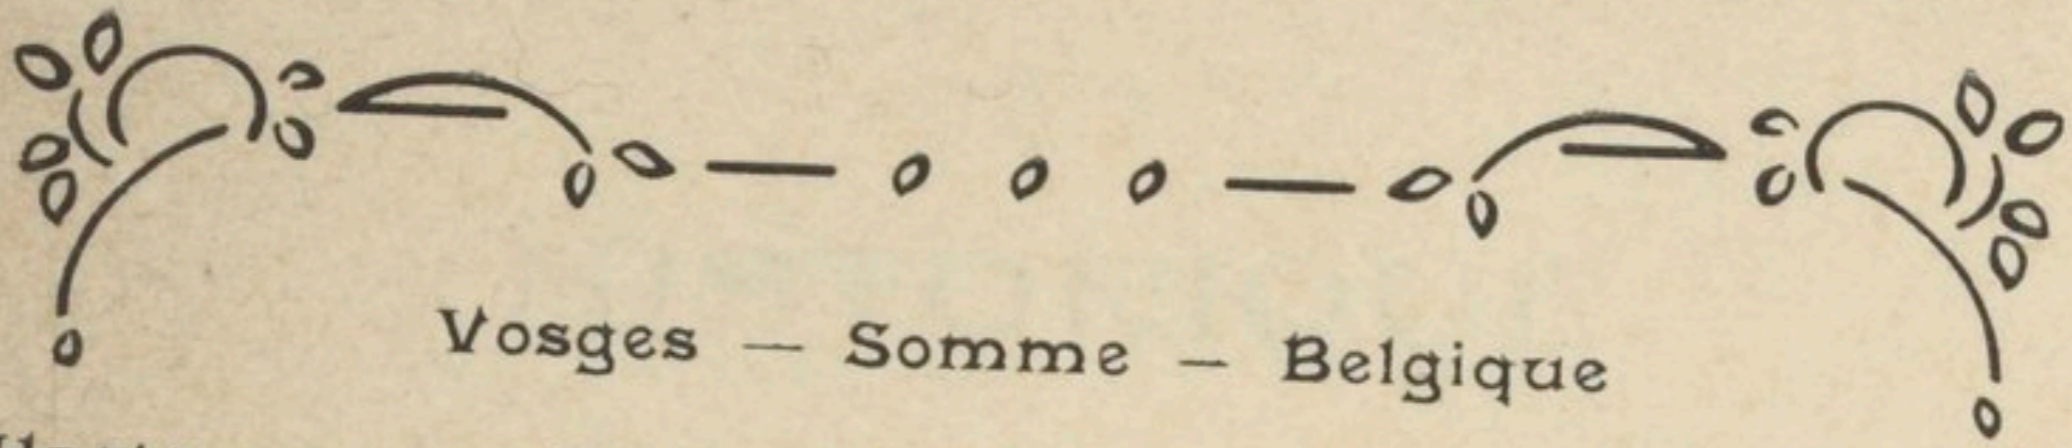 Vosges — Somme — Belgique